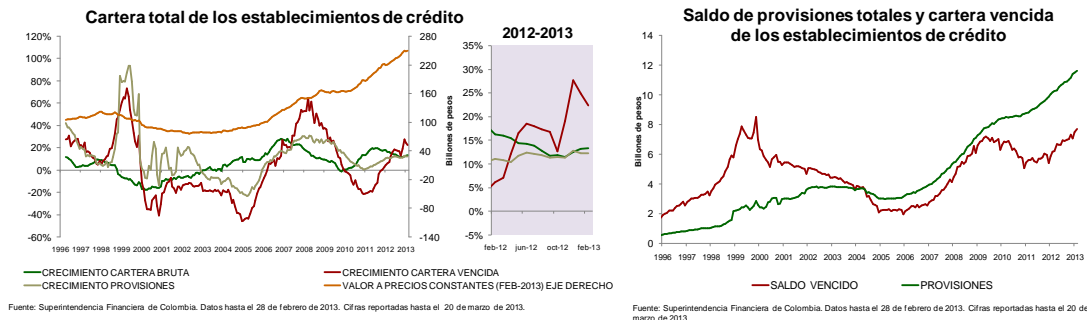 Cartera total de los establecimientos de crédito
120%
100%
80%
60%
40%
20%
0%
-20%
-40%
-60%
280
220
160
100
40
-20
-80
-140
Billones de pesos
1996 1997 1998 1999 2000 2001 2002 2003 2004 2005 2006 2007 2008 2009 2010 2011 2012 2013
2012-2013
35%
30%
25%
20%
15%
10%
5%
0%
-5%
feb-12 jun-12 oct-12 feb-13
CRECIMIENTO CARTERA BRUTA
CRECIMIENTO CARTERA VENCIDA
CRECIMIENTO PROVISIONES
VALOR A PRECIOS CONSTANTES (FEB-2013) EJE DERECHO
Fuente: Superintendencia Financiera de Colombia. Datos hasta el 28 de febrero de 2013. Cifras reportadas hasta el 20 de marzo de 2013.
Saldo de provisiones totales y cartera vencida
de los establecimientos de crédito
Billones de pesos
14
12
10
8
6
4
2
0
1996 1997 1998 1999 2000 2001 2002 2003 2004 2005 2006 2007 2008 2009 2010 2011 2012 2013
SALDO VENCIDO
PROVISIONES
Fuente: Superintendencia Financiera de Colombia. Datos hasta el 28 de febrero de 2013. Cifras reportadas hasta el 20 de
marzo de 2013.